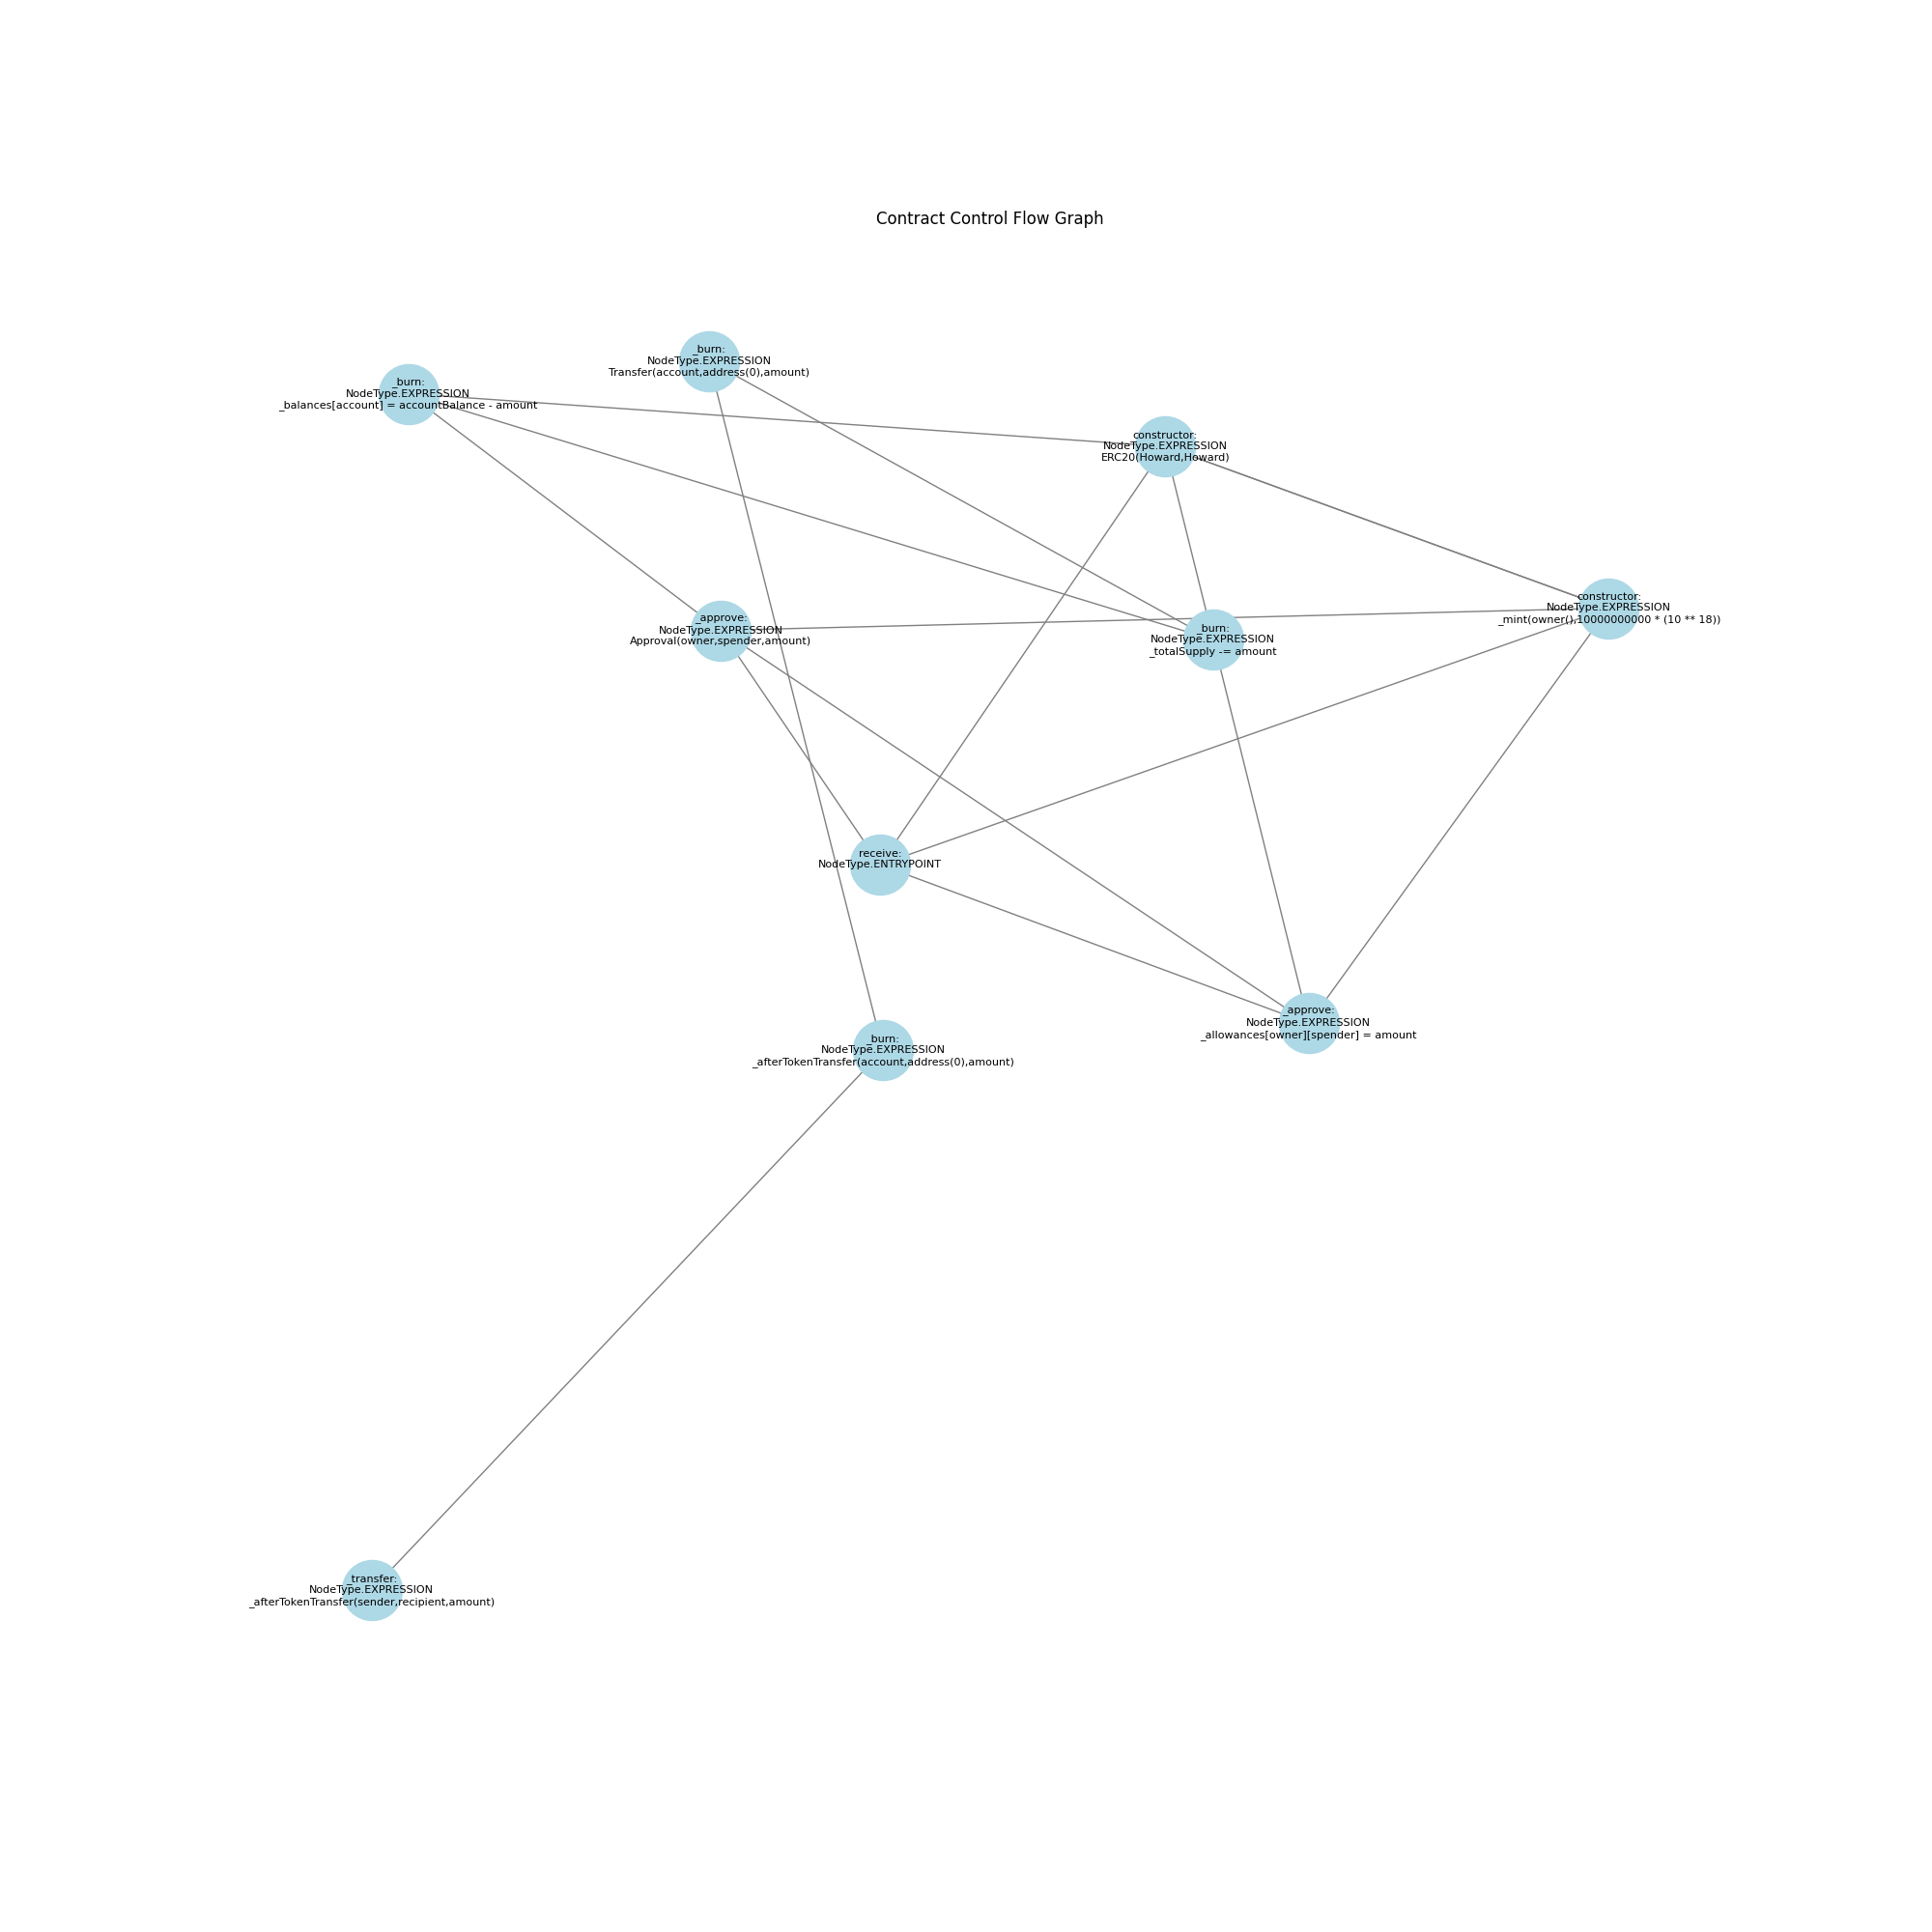 Contract Control Flow Graph
_burn:
NodeType.EXPRESSION
Transfer(account,address(0),amount)
_burn:
NodeType.EXPRESSION
_balances[account] = accountBalance - amount
constructor:
NodeType.EXPRESSION
ERC20(Howard,Howard)
constructor:
NodeType.EXPRESSION
_mint(owner(),10000000000 * (10 ** 18))
_approve:
NodeType.EXPRESSION
Approval(owner,spender,amount)
_burn:
NodeType.EXPRESSION
_totalSupply -= amount
receive:
NodeType.ENTRYPOINT
_approve:
NodeType.EXPRESSION
_allowances[owner][spender] = amount
_burn:
NodeType.EXPRESSION
_afterTokenTransfer(account,address(0),amount)
_transfer:
NodeType.EXPRESSION
_afterTokenTransfer(sender,recipient,amount)